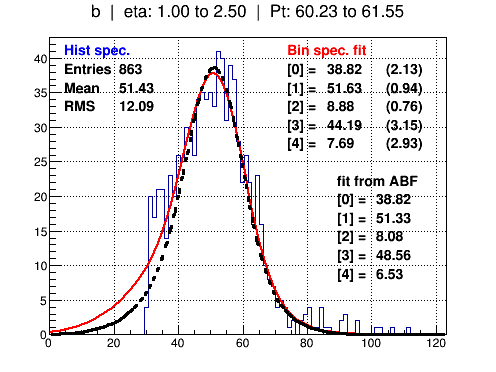 b | eta: 1.00 to 2.50 | Pt: 60.23 to 61.55
Hist spec.
Entries 863
Mean 51.43
RMS 12.09
Bin spec. fit
[0] = 38.82 (2.13)
[1] = 51.63 (0.94)
[2] = 8.88 (0.76)
[3] = 44.19 (3.15)
[4] = 7.69 (2.93)
fit from ABF
[0] = 38.82
[1] = 51.33
[2] = 8.08
[3] = 48.56
[4] = 6.53
40
35
30
25
20
15
10
5
0
0 20 40 60 80 100 120